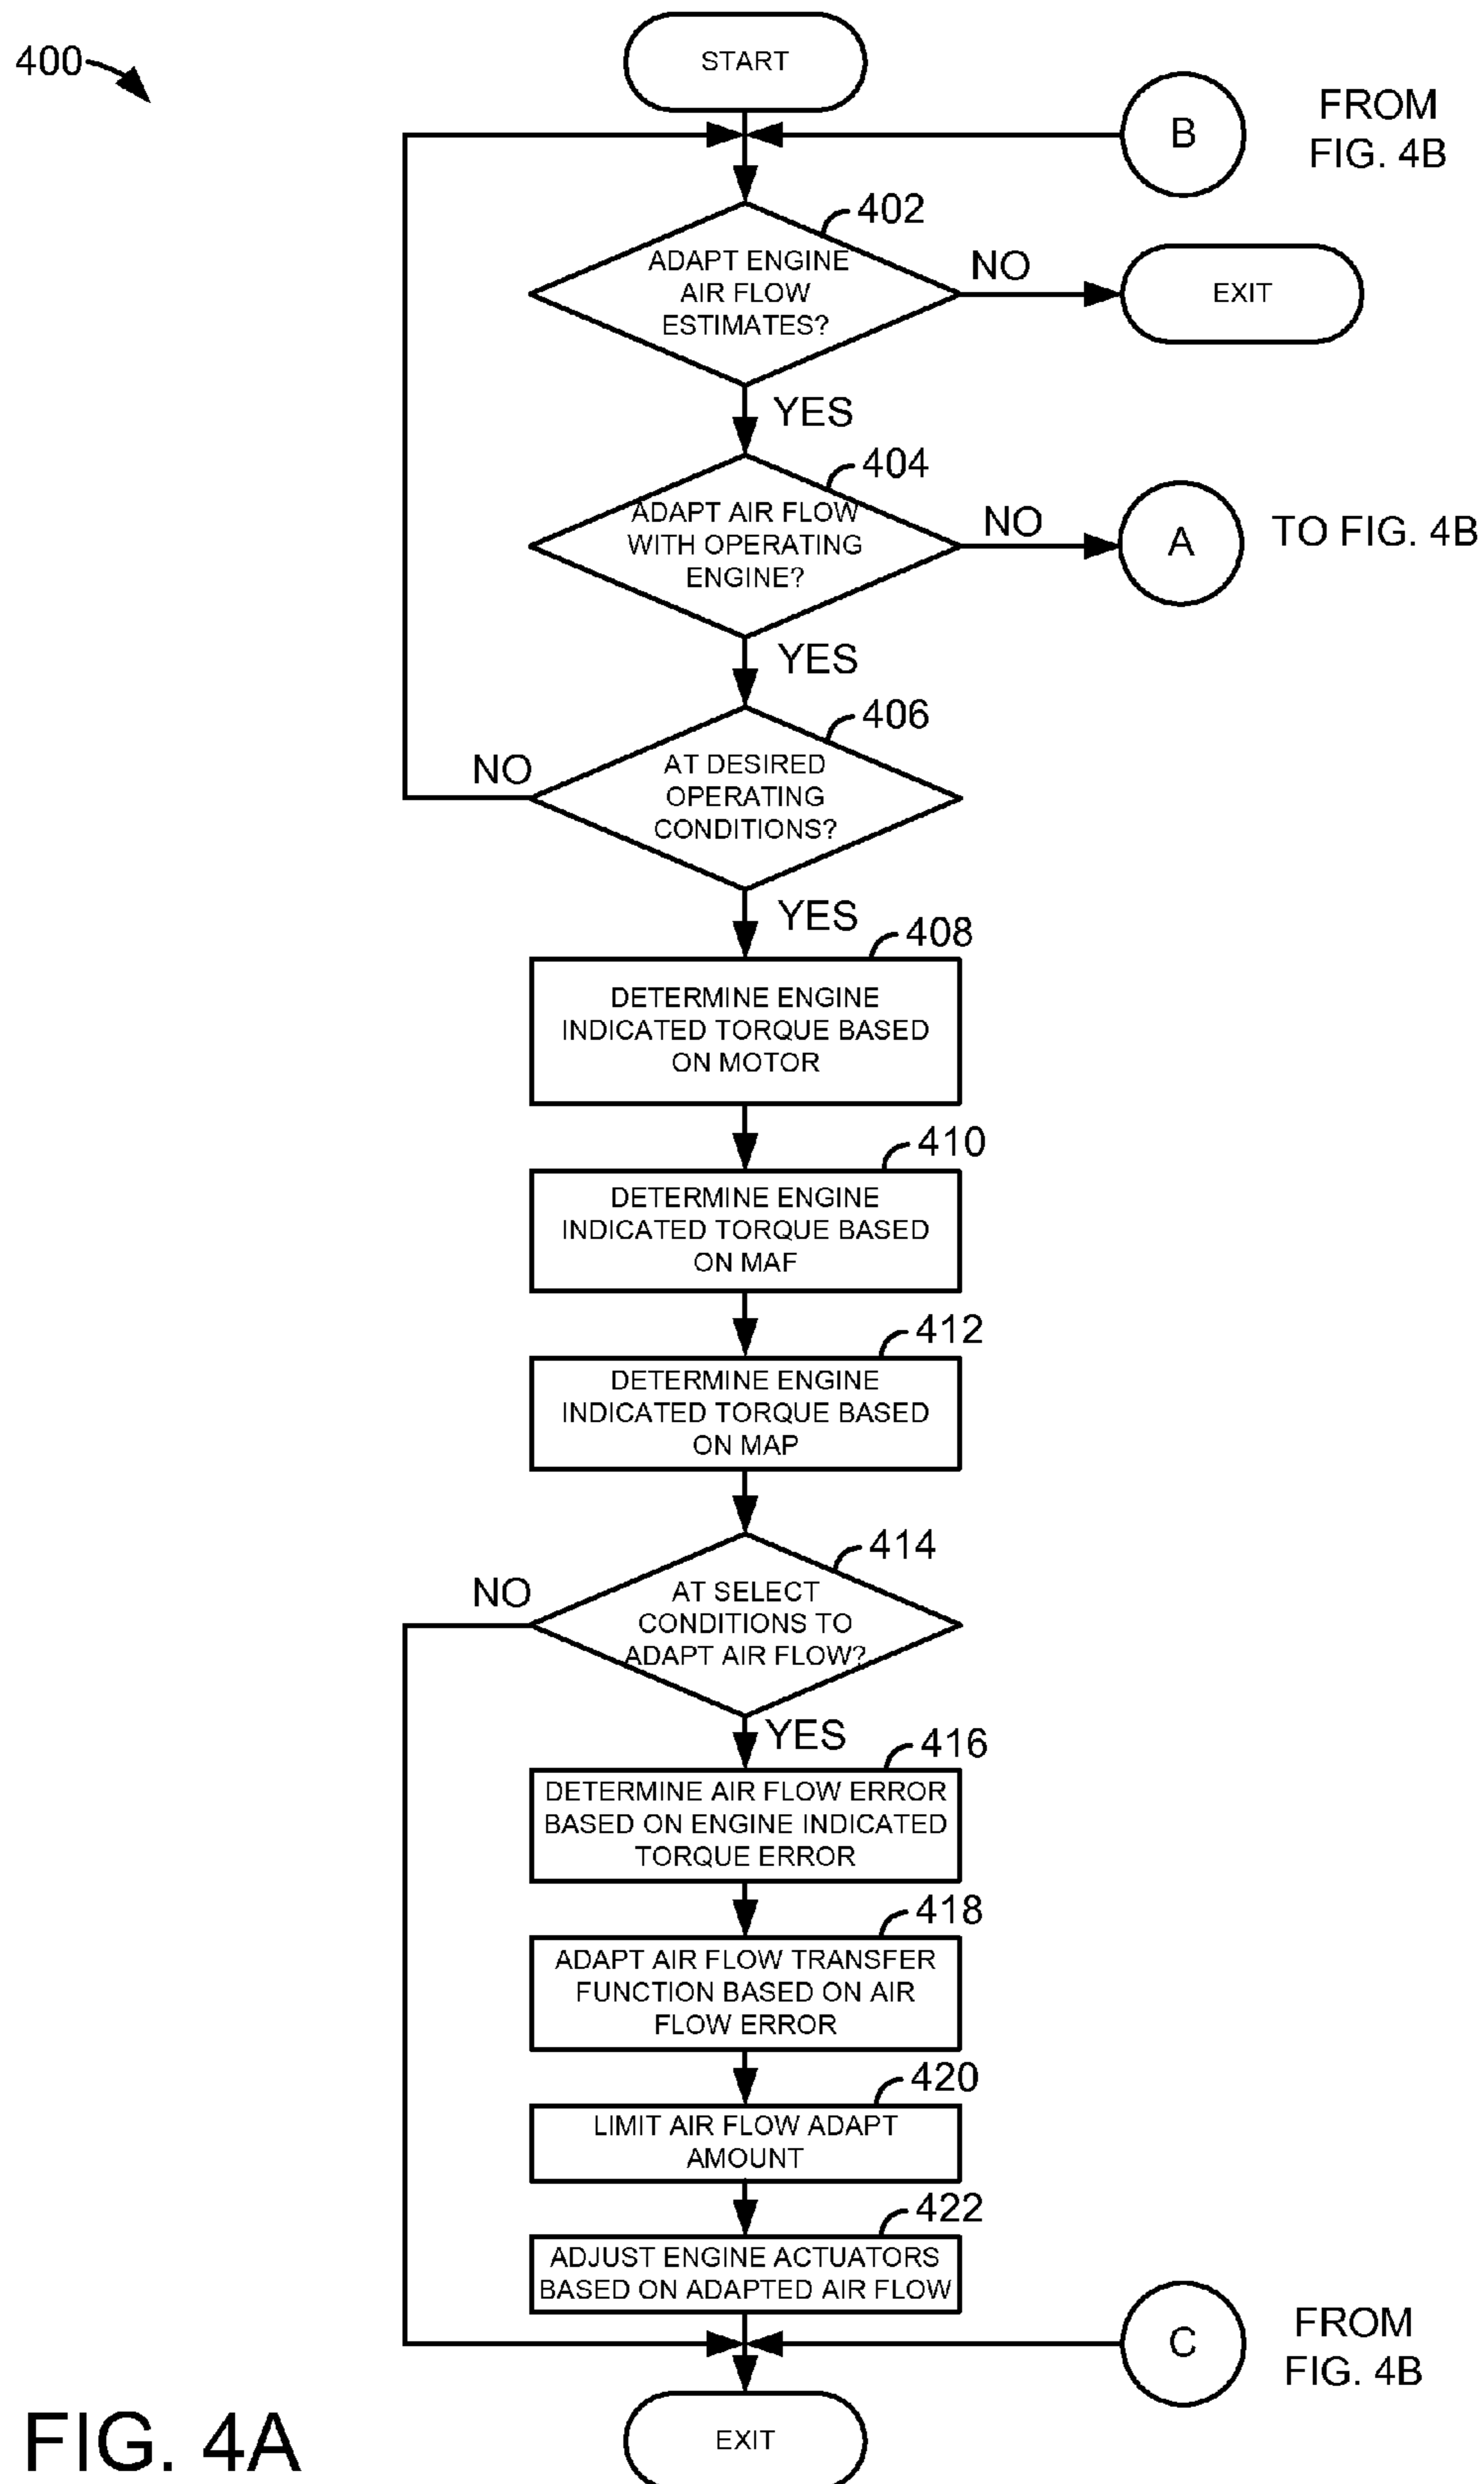 400
START
B
FROM
FIG. 4B
402
ADAPT ENGINE
AIR FLOW
ESTIMATES?
NO
EXIT
YES
404
ADAPT AIR FLOW
WITH OPERATING
ENGINE?
NO
A
TO FIG. 4B
YES
406
AT DESIRED
OPERATING
CONDITIONS?
NO
YES
408
DETERMINE ENGINE
INDICATED TORQUE BASED
ON MOTOR
410
DETERMINE ENGINE
INDICATED TORQUE BASED
ON MAF
412
DETERMINE ENGINE
INDICATED TORQUE BASED
ON MAP
414
AT SELECT
CONDITIONS TO
ADAPT AIR FLOW?
NO
YES
416
DETERMINE AIR FLOW ERROR
BASED ON ENGINE INDICATED
TORQUE ERROR
418
ADAPT AIR FLOW TRANSFER
FUNCTION BASED ON AIR
FLOW ERROR
420
LIMIT AIR FLOW ADAPT
AMOUNT
422
ADJUST ENGINE ACTUATORS
BASED ON ADAPTED AIR FLOW
C
FROM
FIG. 4B
EXIT
FIG. 4A